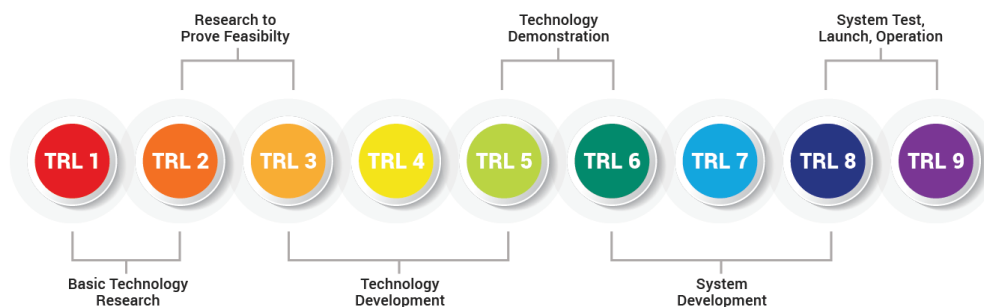 Research to
Prove Feasibilty
Technology
Demonstration
System Test,
Launch, Operation
TRL 1
TRL 2
TRL 3
TRL 4
TRL 5
TRL 6
TRL 7
TRL 8
TRL 9
Basic Technology
Research
Technology
Development
System
Development